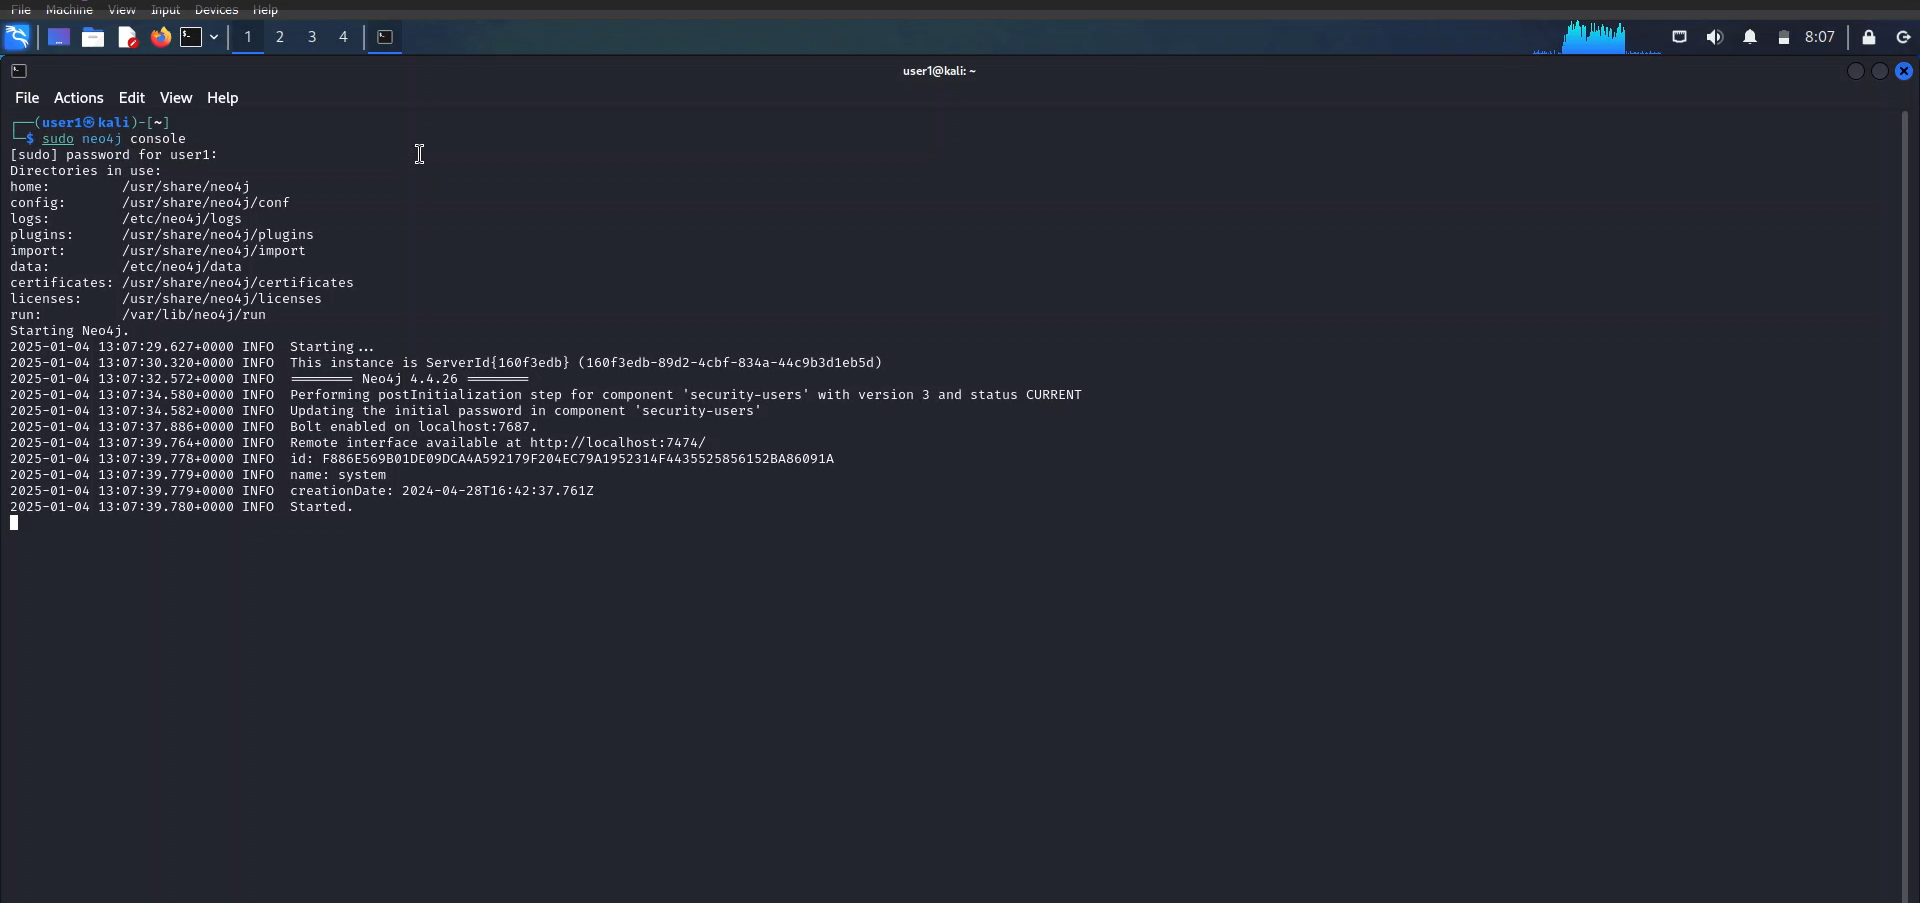 File Machine View Input Devices Help
1 2 3 4 8:07
user1@kali: ~
File Actions Edit View Help
┌──(user1㉿kali)-[~]
└─$ sudo neo4j console
[sudo] password for user1:
Directories in use:
home: /usr/share/neo4j
config: /usr/share/neo4j/conf
logs: /etc/neo4j/logs
plugins: /usr/share/neo4j/plugins
import: /usr/share/neo4j/import
data: /etc/neo4j/data
certificates: /usr/share/neo4j/certificates
licenses: /usr/share/neo4j/licenses
run: /var/lib/neo4j/run
Starting Neo4j.
2025-01-04 13:07:29.627+0000 INFO Starting...
2025-01-04 13:07:30.320+0000 INFO This instance is ServerId{160f3edb} (160f3edb-89d2-4cbf-834a-44c9b3d1eb5d)
2025-01-04 13:07:32.572+0000 INFO ======== Neo4j 4.4.26 ========
2025-01-04 13:07:34.580+0000 INFO Performing postInitialization step for component 'security-users' with version 3 and status CURRENT
2025-01-04 13:07:34.582+0000 INFO Updating the initial password in component 'security-users'
2025-01-04 13:07:37.886+0000 INFO Bolt enabled on localhost:7687.
2025-01-04 13:07:39.764+0000 INFO Remote interface available at http://localhost:7474/
2025-01-04 13:07:39.778+0000 INFO id: F886E569B01DE09DCA4A592179F204EC79A1952314F4435525856152BA86091A
2025-01-04 13:07:39.779+0000 INFO name: system
2025-01-04 13:07:39.779+0000 INFO creationDate: 2024-04-28T16:42:37.761Z
2025-01-04 13:07:39.780+0000 INFO Started.